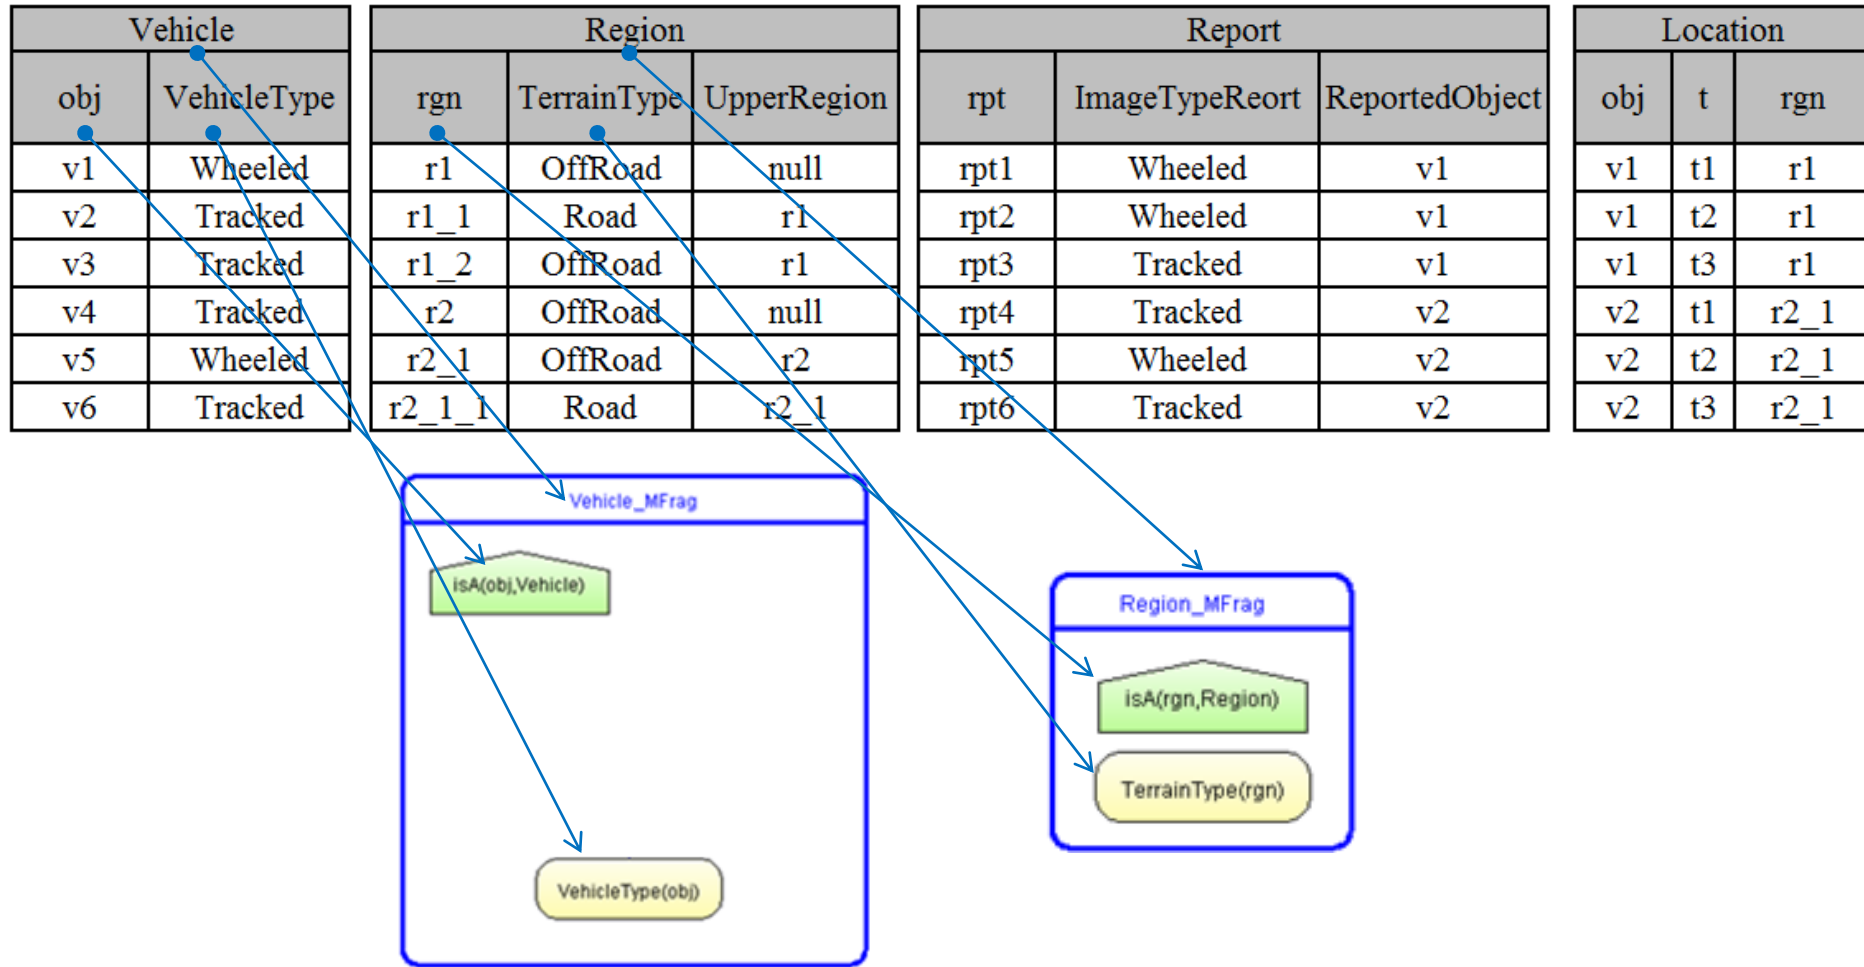 Vehicle Region Report Location
obj VehicleType rgn TerrainType UpperRegion rpt ImageTypeReort ReportedObject obj t rgn
v1 Wheeled r1 OffRoad null rpt1 Wheeled v1 v1 t1 r1
v2 Tracked r1_1 Road r1 rpt2 Wheeled v1 v1 t2 r1
v3 Tracked r1_2 OffRoad r1 rpt3 Tracked v1 v1 t3 r1
v4 Tracked r2 OffRoad null rpt4 Tracked v2 v2 t1 r2_1
v5 Wheeled r2_1 OffRoad r2 rpt5 Wheeled v2 v2 t2 r2_1
v6 Tracked r2_1_1 Road r2_1 rpt6 Tracked v2 v2 t3 r2_1
Vehicle_MFrag
isA(obj,Vehicle)
VehicleType(obj)
Region_MFrag
isA(rgn,Region)
TerrainType(rgn)